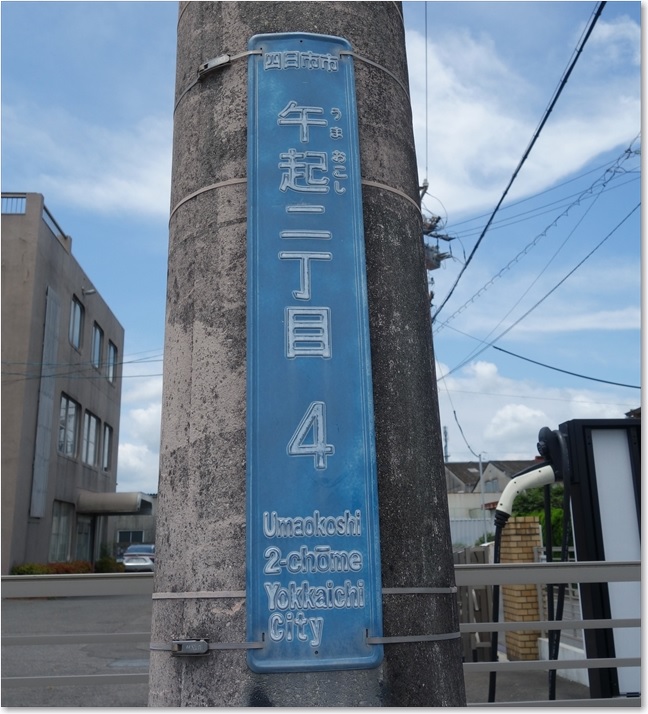 四日市市
午起二丁目
うまおこし
4
Umaokoshi
2-chōme
Yokkaichi
City